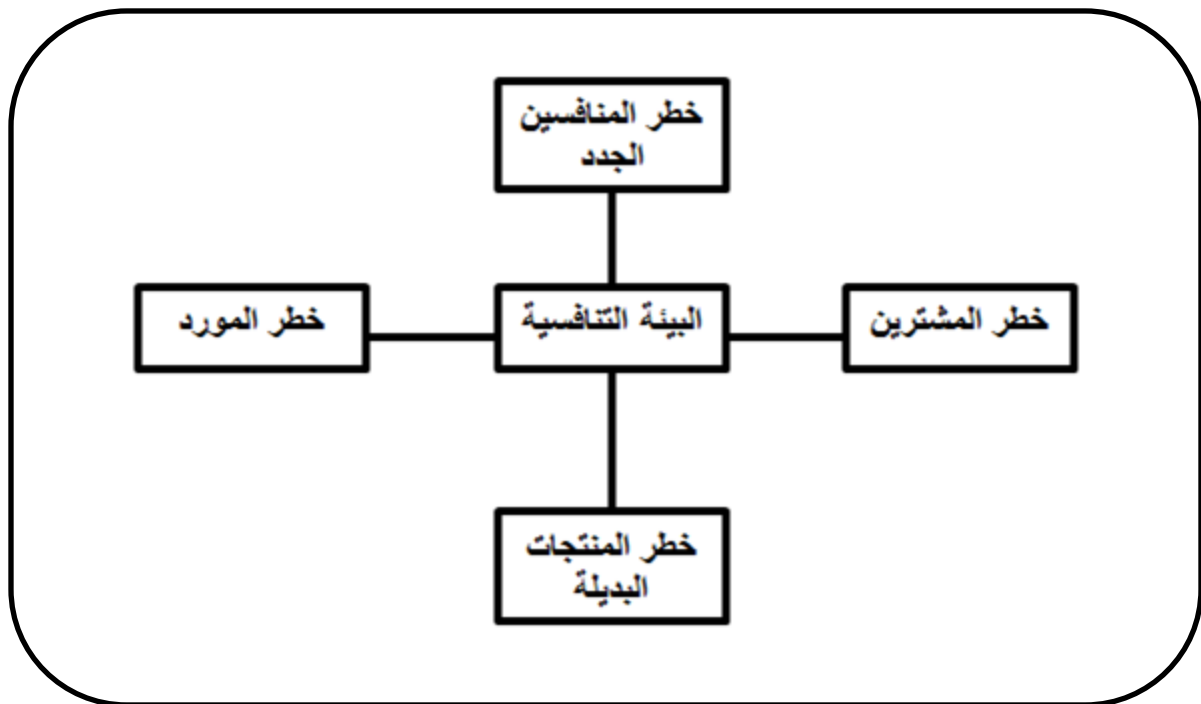 خطر المنافسين
الجدد
خطر المشترين
البيئة التنافسية
خطر المورد
خطر المنتجات
البديلة